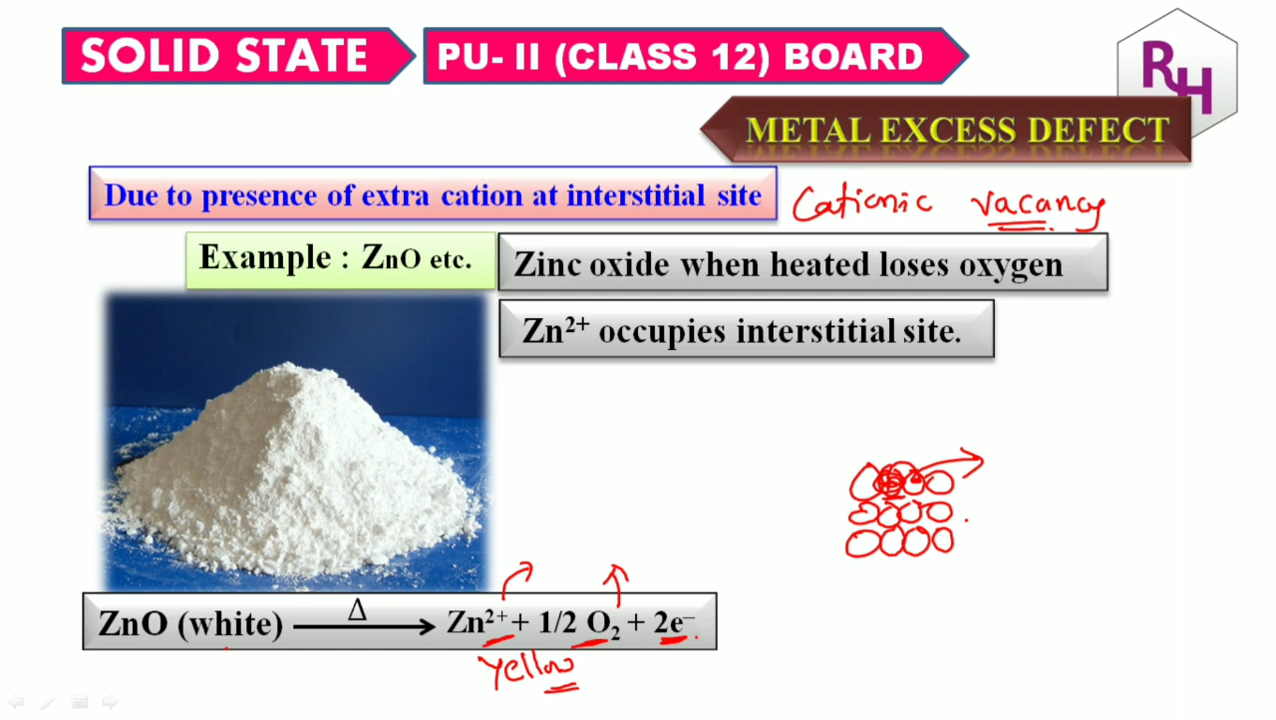 SOLID STATE PU- II (CLASS 12) BOARD
RH
METAL EXCESS DEFECT
Due to presence of extra cation at interstitial site Cationic vacancy
Example : ZnO etc. Zinc oxide when heated loses oxygen
Zn²⁺ occupies interstitial site.
ZnO (white) ⟶ Δ Zn²⁺ + 1/2 O₂ + 2e⁻
Yellow